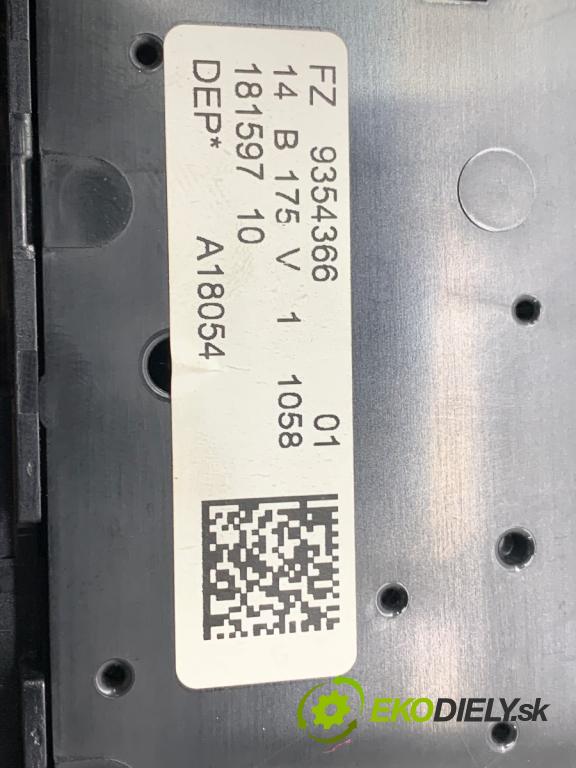 FZ 9354366 01
14 B 175 V 1 1058
181597 10
DEP* A18054
EKODIELY.sk